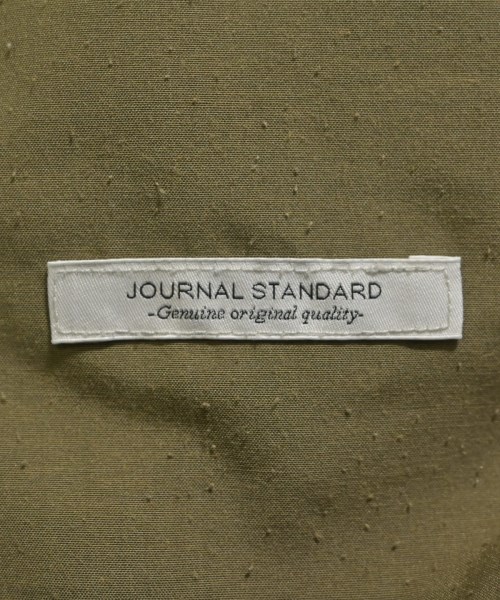 JOURNAL STANDARD
-Genuine original quality-